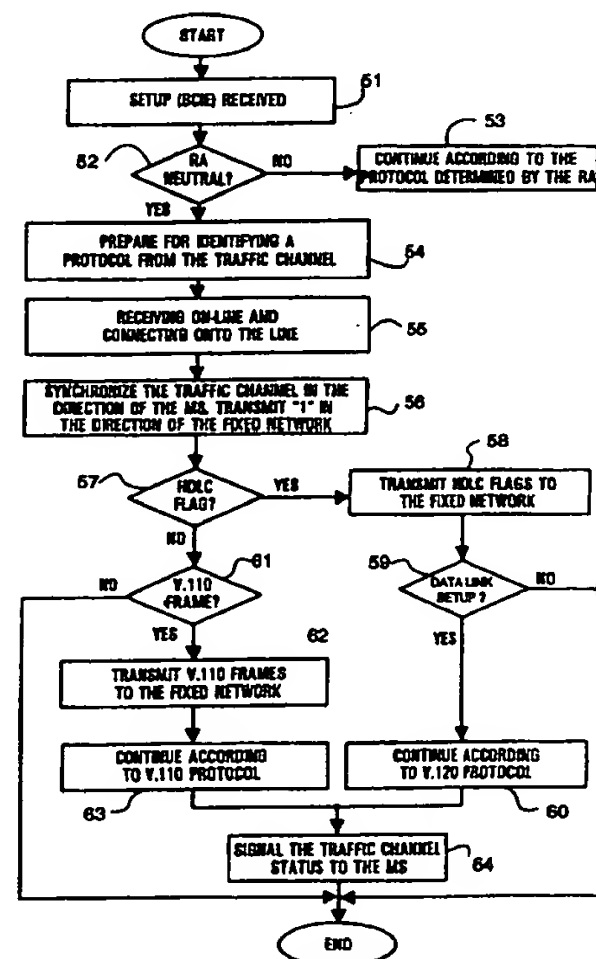 START
51
SETUP (BCIE) RECEIVED
52
RA
NEUTRAL?
NO
53
CONTINUE ACCORDING TO THE
PROTOCOL DETERMINED BY THE RA
YES
PREPARE FOR IDENTIFYING A
PROTOCOL FROM THE TRAFFIC CHANNEL
54
RECEIVING ON-LINE AND
CONNECTING ONTO THE LINE
55
SYNCHRONIZE THE TRAFFIC CHANNEL IN THE
DIRECTION OF THE MS. TRANSMIT "1" IN
THE DIRECTION OF THE FIXED NETWORK
56
57
HDLC
FLAG?
YES
58
TRANSMIT HDLC FLAGS TO
THE FIXED NETWORK
NO
61
V.110
FRAME?
NO
59
DATA LINK
SETUP ?
NO
YES
62
YES
TRANSMIT V.110 FRAMES
TO THE FIXED NETWORK
CONTINUE ACCORDING
TO V.110 PROTOCOL
63
CONTINUE ACCORDING
TO V.120 PROTOCOL
60
SIGNAL THE TRAFFIC CHANNEL
STATUS TO THE MS
64
END